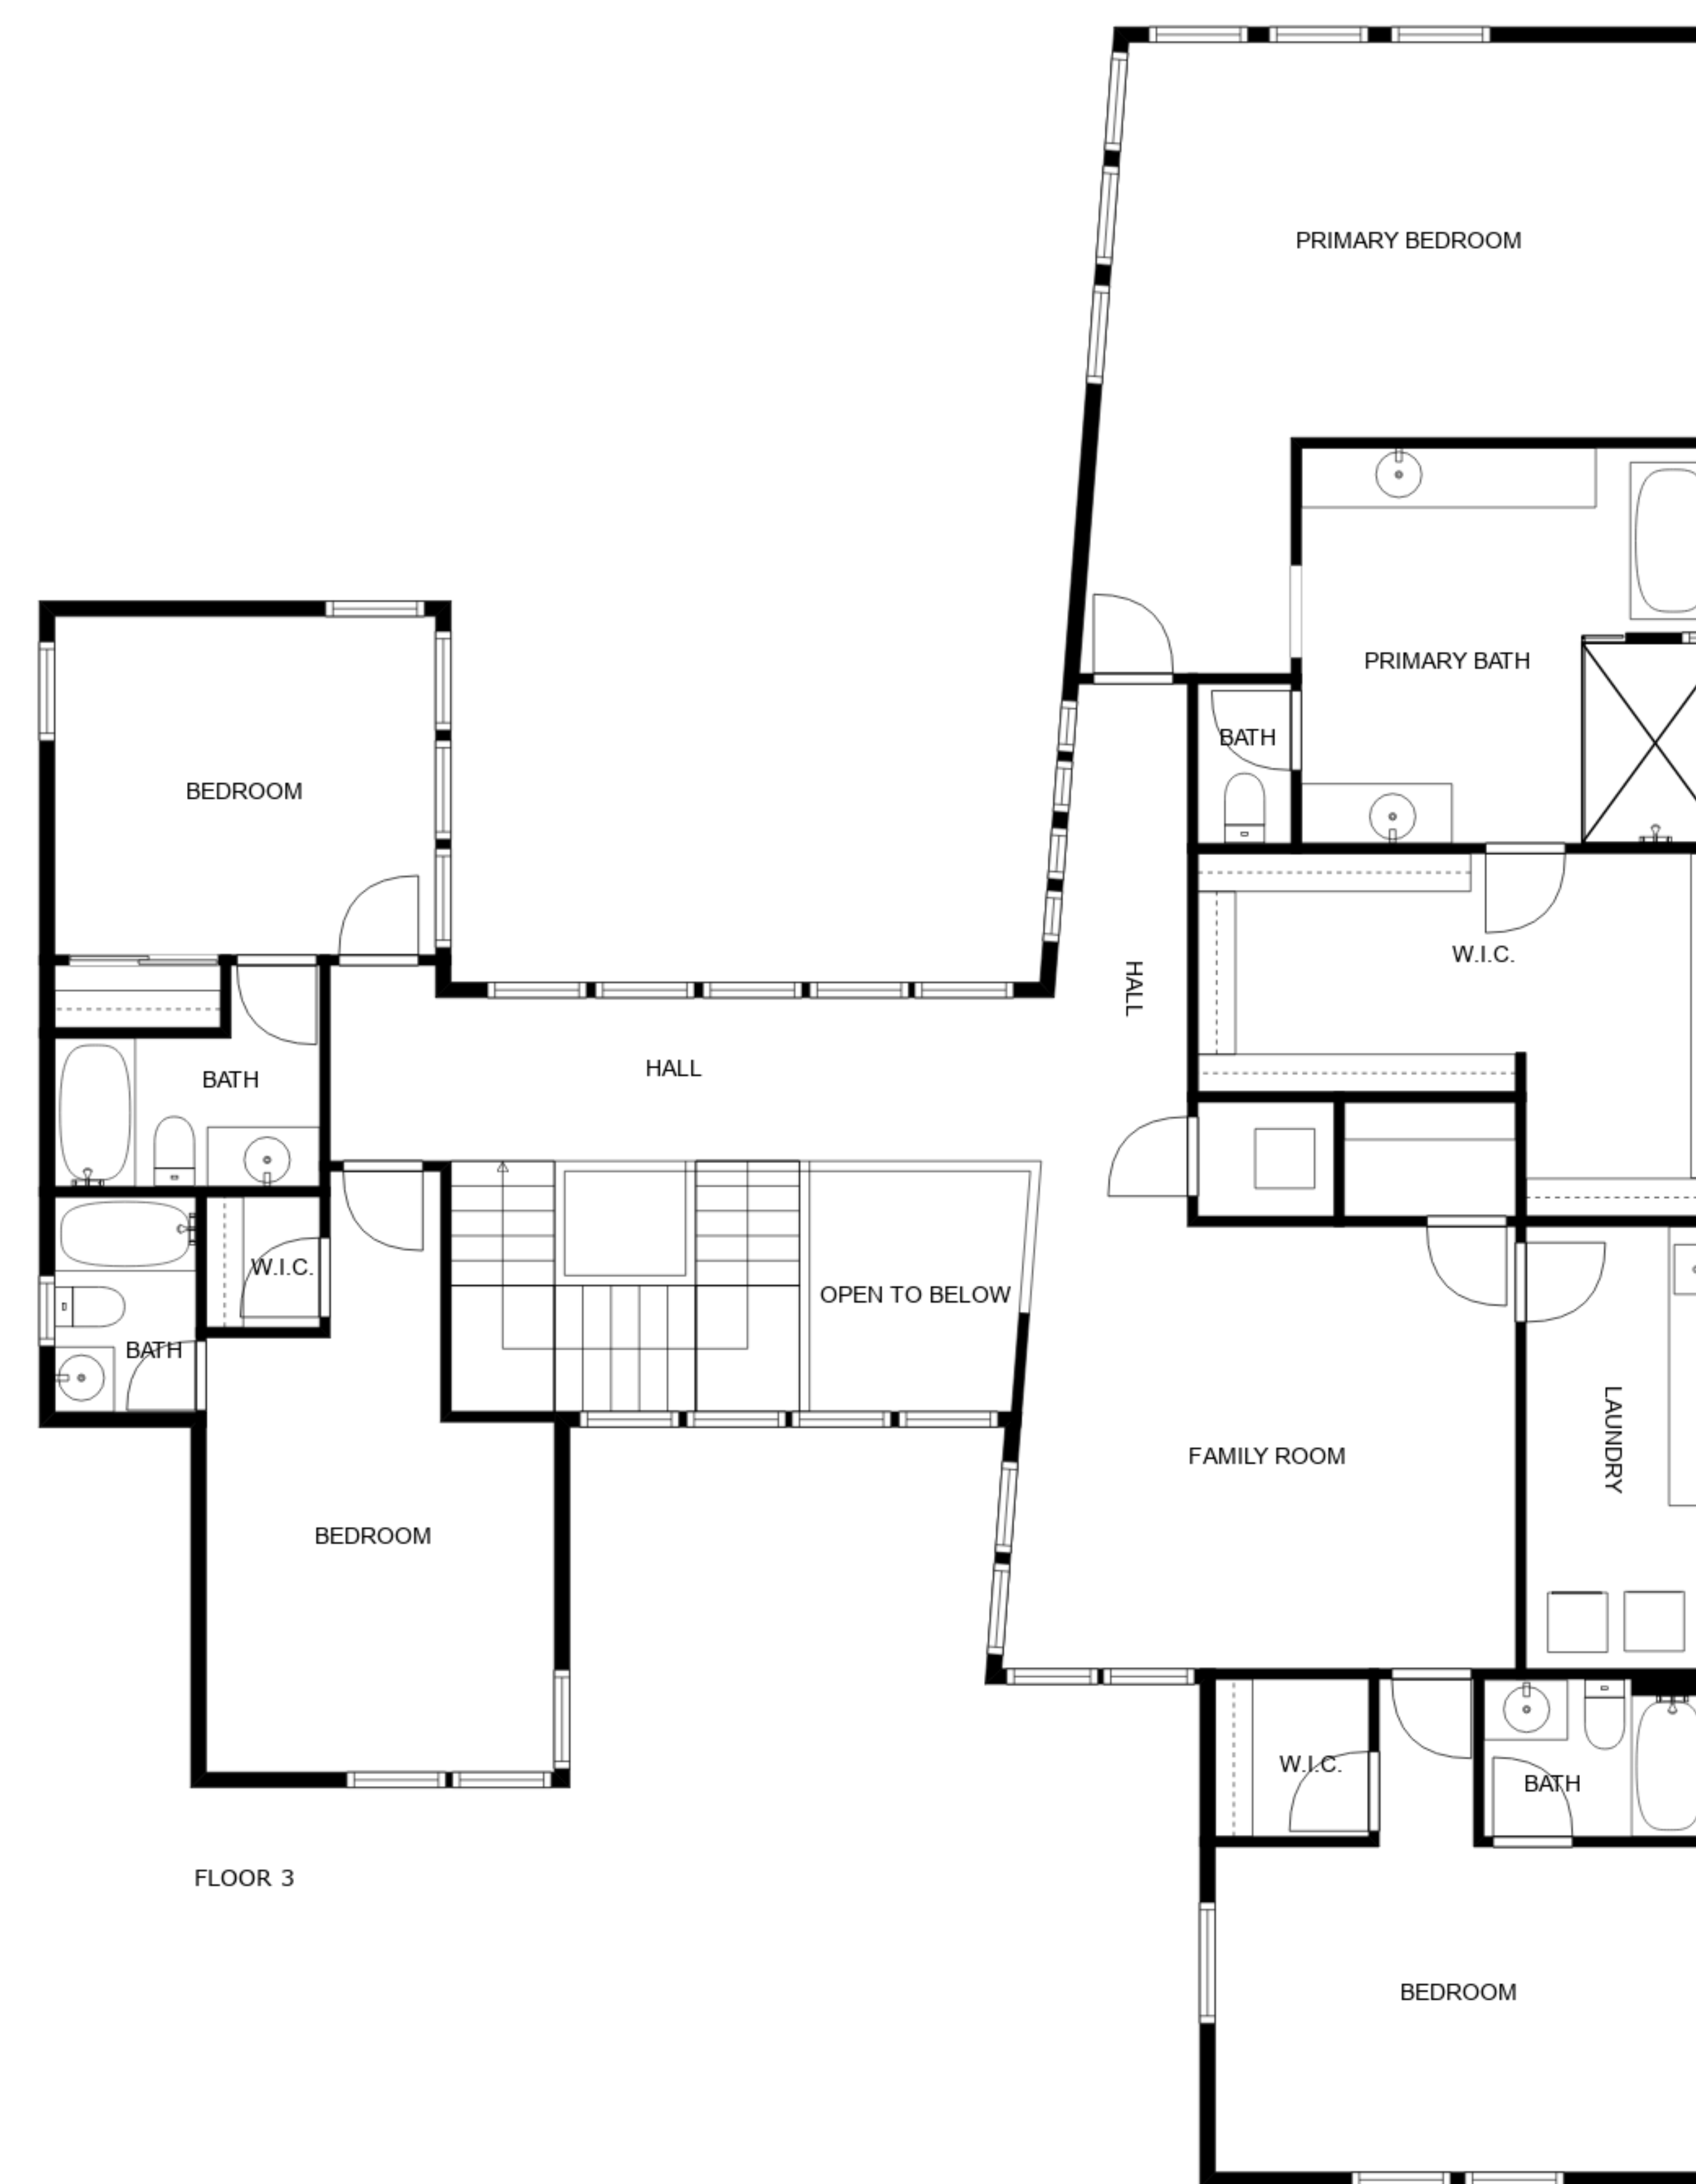 PRIMARY BEDROOM
PRIMARY BATH
BATH
BEDROOM
W.I.C.
HALL
HALL
BATH
W.I.C.
OPEN TO BELOW
BATH
LAUNDRY
FAMILY ROOM
BEDROOM
W.I.C.
BATH
FLOOR 3
BEDROOM